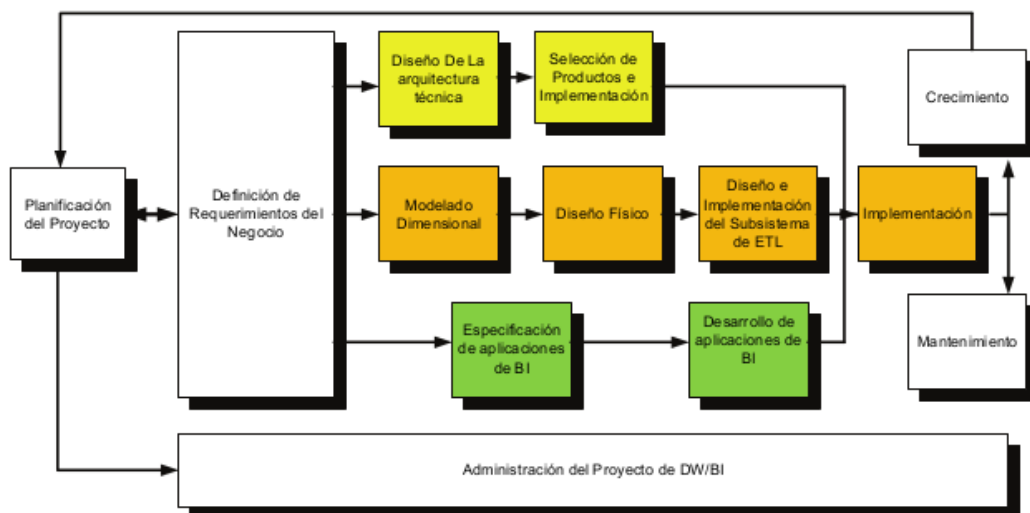 Planificación
del Proyecto
Definición de
Requerimientos del
Negocio
Diseño De La
arquitectura
técnica
Selección de
Productos e
Implementación
Modelado
Dimensional
Diseño Físico
Diseño e
Implementación
del Subsistema
de ETL
Implementación
Especificación
de aplicaciones
de BI
Desarrollo de
aplicaciones de
BI
Crecimiento
Mantenimiento
Administración del Proyecto de DW/BI